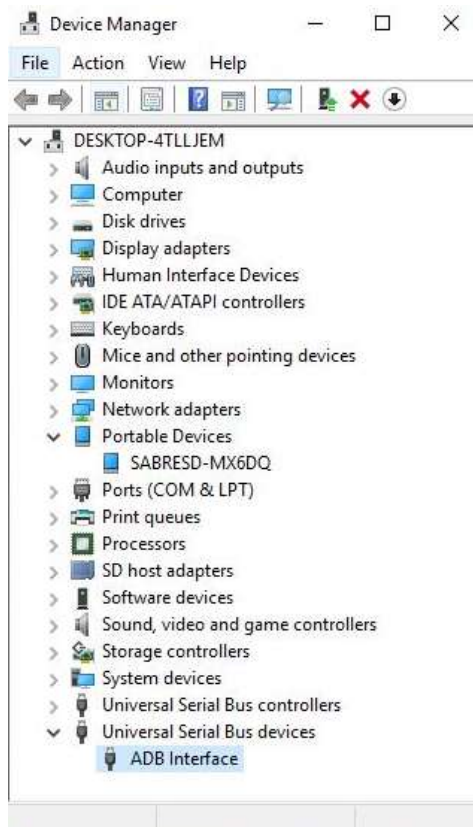 Device Manager
File Action View Help
DESKTOP-4TLLJEM
Audio inputs and outputs
Computer
Disk drives
Display adapters
Human Interface Devices
IDE ATA/ATAPI controllers
Keyboards
Mice and other pointing devices
Monitors
Network adapters
Portable Devices
SABRESD-MX6DQ
Ports (COM & LPT)
Print queues
Processors
SD host adapters
Software devices
Sound, video and game controllers
Storage controllers
System devices
Universal Serial Bus controllers
Universal Serial Bus devices
ADB Interface